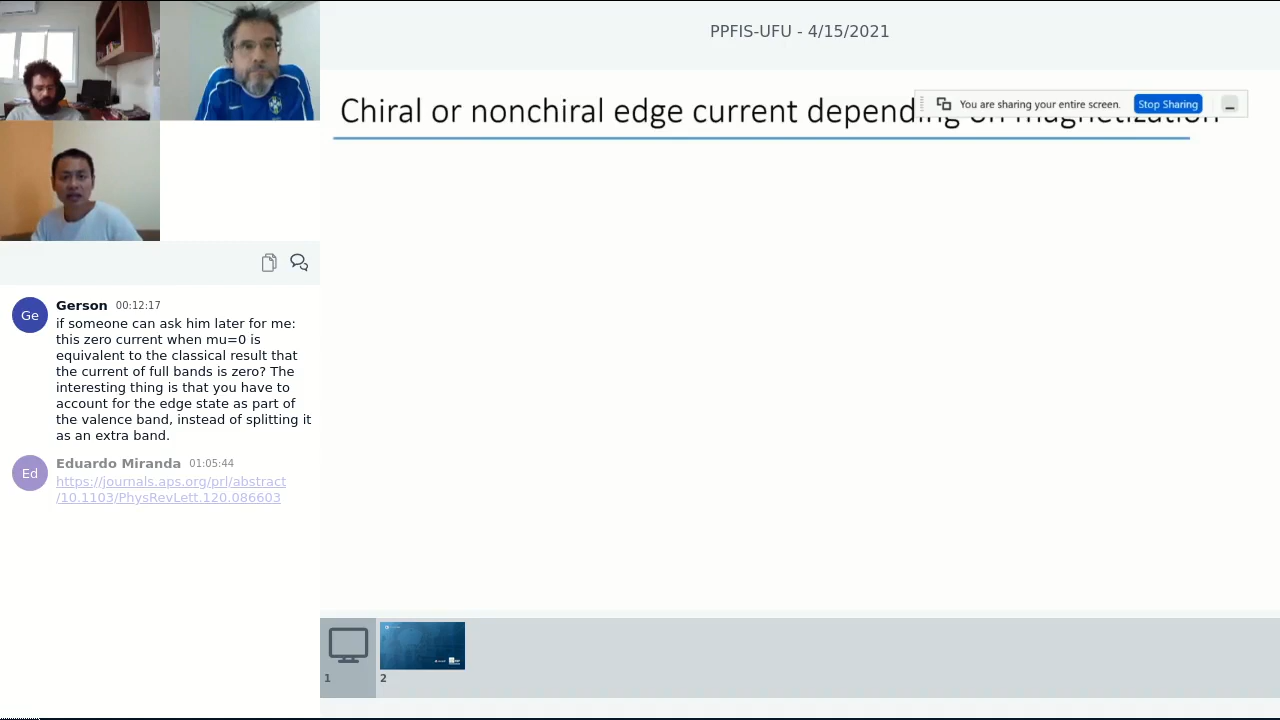 PPFIS-UFU - 4/15/2021
Chiral or nonchiral edge current depending on magnetization
You are sharing your entire screen.
Stop Sharing
Ge
Gerson 00:12:17
if someone can ask him later for me:
this zero current when mu=0 is
equivalent to the classical result that
the current of full bands is zero? The
interesting thing is that you have to
account for the edge state as part of
the valence band, instead of splitting it
as an extra band.
Ed
Eduardo Miranda 01:05:44
https://journals.aps.org/prl/abstract
/10.1103/PhysRevLett.120.086603
1
2